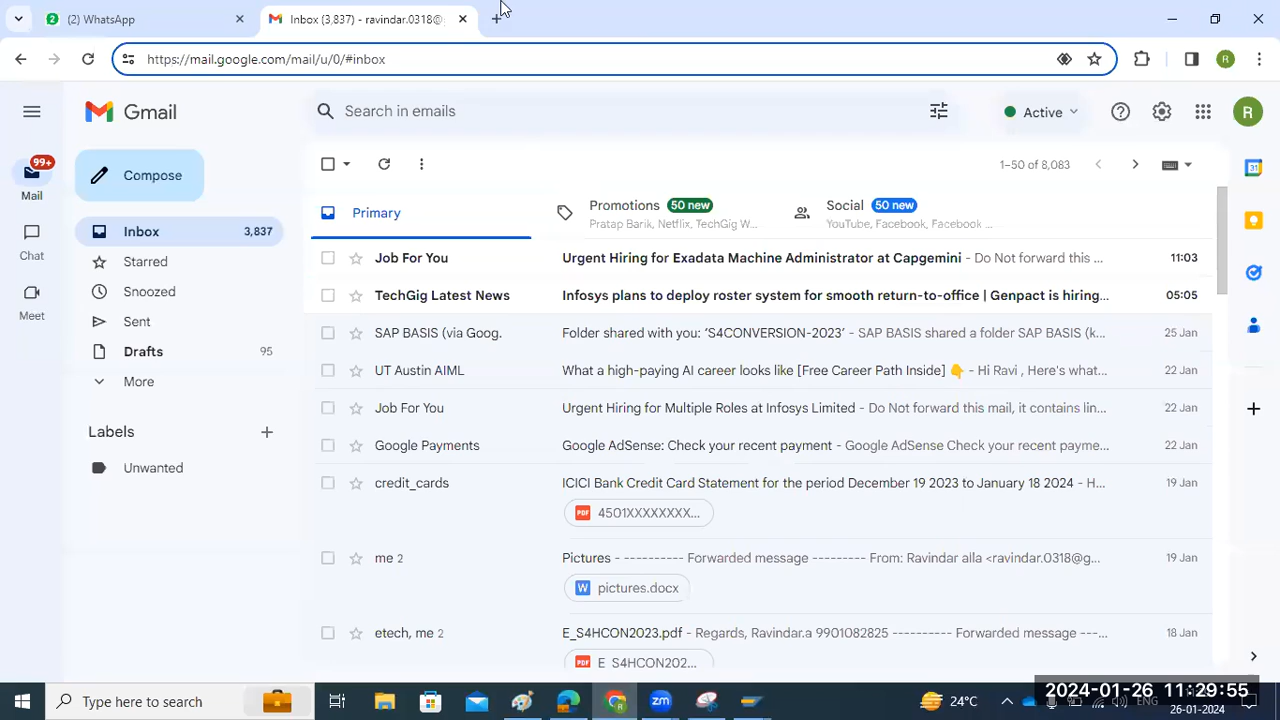 (2) WhatsApp
Inbox (3,837) - ravindar.0318@g
https://mail.google.com/mail/u/0/#inbox
R
Gmail
Search in emails
Active
R
99+
Mail
Chat
Meet
Compose
Inbox 3,837
Starred
Snoozed
Sent
Drafts 95
More
Labels
Unwanted
1–50 of 8,083
Primary
Promotions 50 new
Pratap Barik, Netflix, TechGig W...
Social 50 new
YouTube, Facebook, Facebook ...
Job For You Urgent Hiring for Exadata Machine Administrator at Capgemini - Do Not forward this ... 11:03
TechGig Latest News Infosys plans to deploy roster system for smooth return-to-office | Genpact is hiring... 05:05
SAP BASIS (via Goog. Folder shared with you: ‘S4CONVERSION-2023’ - SAP BASIS shared a folder SAP BASIS (k... 25 Jan
UT Austin AIML What a high-paying AI career looks like [Free Career Path Inside] 👇 - Hi Ravi , Here's what... 22 Jan
Job For You Urgent Hiring for Multiple Roles at Infosys Limited - Do Not forward this mail, it contains lin... 22 Jan
Google Payments Google AdSense: Check your recent payment - Google AdSense Check your recent payme... 22 Jan
credit_cards ICICI Bank Credit Card Statement for the period December 19 2023 to January 18 2024 - H... 19 Jan
PDF 4501XXXXXXXX...
me 2 Pictures - ---------- Forwarded message --------- From: Ravindar alla <ravindar.0318@g... 19 Jan
W pictures.docx
etech, me 2 E_S4HCON2023.pdf - Regards, Ravindar.a 9901082825 ---------- Forwarded message ----... 18 Jan
PDF E_S4HCON202...
Type here to search
zm
24°C
ENG
2024-01-26 11:29:55
26-01-2024